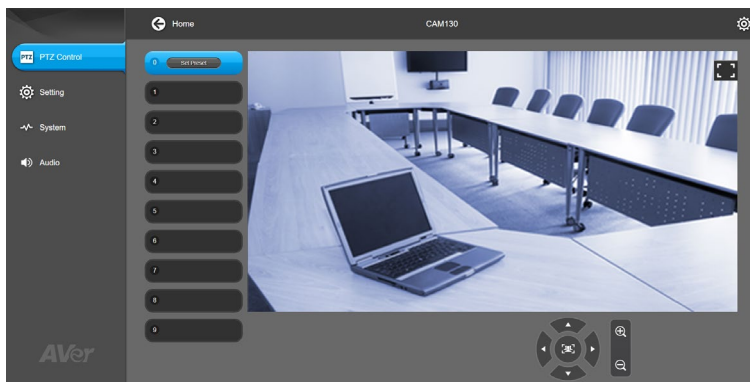 Home
CAM130
PTZ PTZ Control
Setting
System
Audio
0 Set Preset
1
2
3
4
5
6
7
8
9
AVer